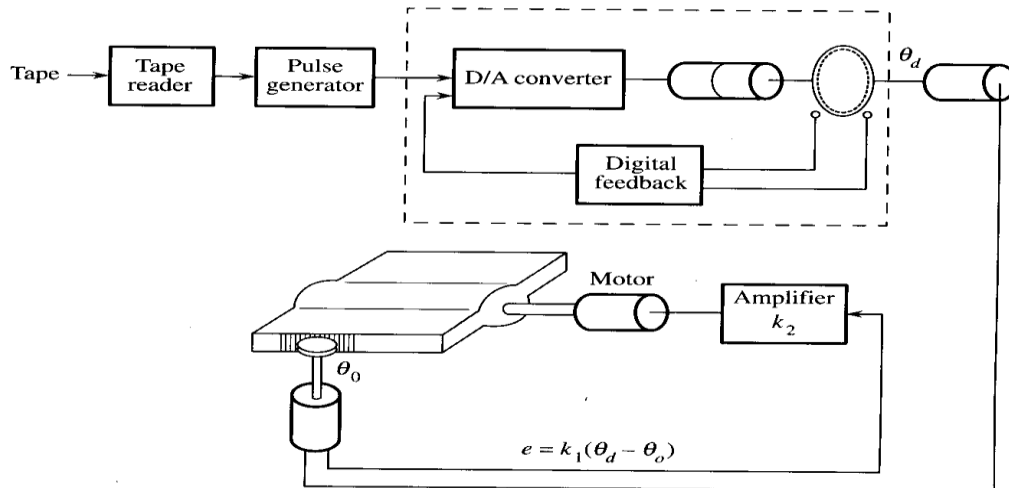 Tape
Tape
reader
Pulse
generator
D/A converter
θd
Digital
feedback
Motor
Amplifier
k2
θ0
e = k1(θd − θo)